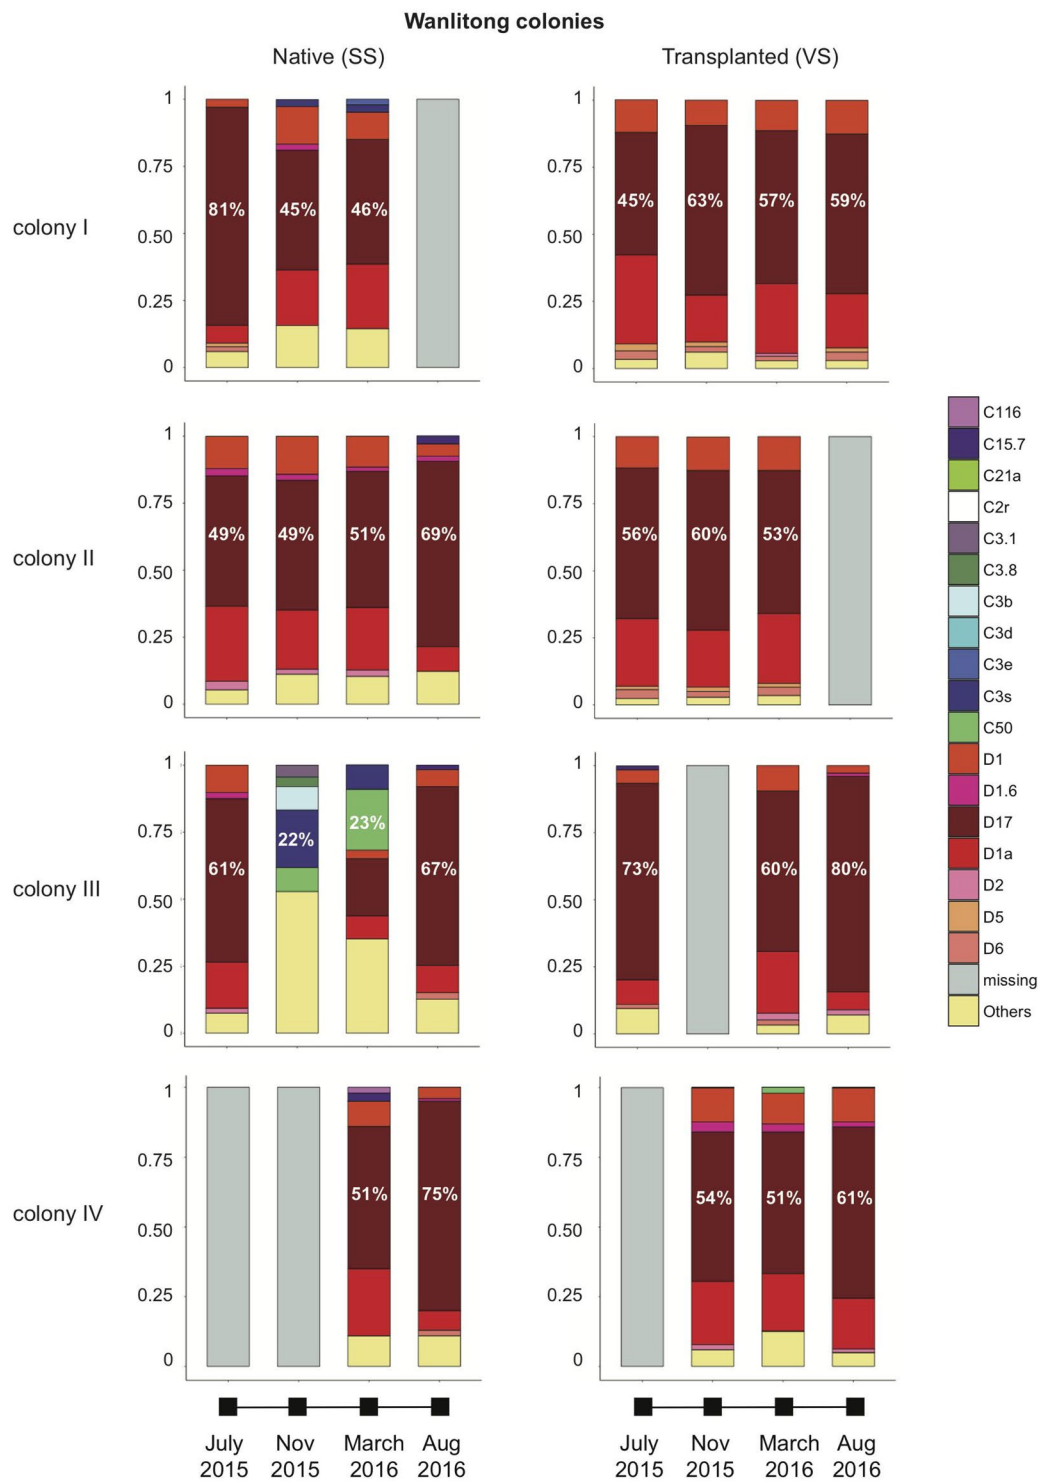 Wanlitong colonies
Native (SS)
Transplanted (VS)
colony I
1
0.75
0.50
0.25
0
81%
45%
46%
1
0.75
0.50
0.25
0
45%
63%
57%
59%
colony II
1
0.75
0.50
0.25
0
49%
49%
51%
69%
1
0.75
0.50
0.25
0
56%
60%
53%
colony III
1
0.75
0.50
0.25
0
61%
22%
23%
67%
1
0.75
0.50
0.25
0
73%
60%
80%
colony IV
1
0.75
0.50
0.25
0
51%
75%
1
0.75
0.50
0.25
0
54%
51%
61%
July
2015
Nov
2015
March
2016
Aug
2016
July
2015
Nov
2015
March
2016
Aug
2016
C116
C15.7
C21a
C2r
C3.1
C3.8
C3b
C3d
C3e
C3s
C50
D1
D1.6
D17
D1a
D2
D5
D6
missing
Others